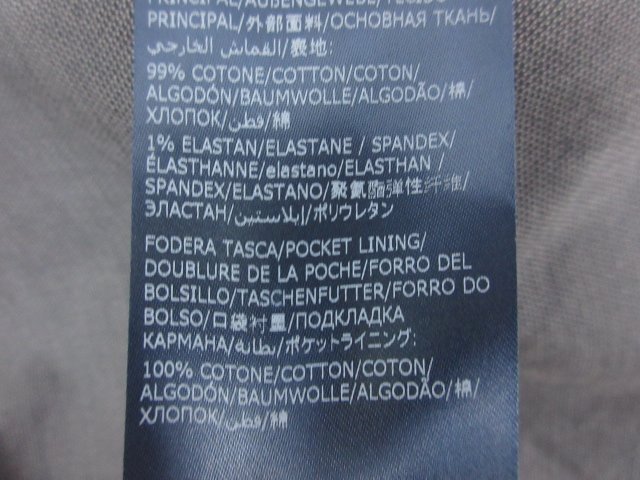 PRINCIPAL/AUßENGEWEBE/TECIDO
PRINCIPAL/外部面料/ОСНОВНАЯ ТКАНЬ/
القماش الخارجي/表地:
99% COTONE/COTTON/COTON/
ALGODÓN/BAUMWOLLE/ALGODÃO/棉/
ХЛОПОК/قطن/綿
1% ELASTAN/ELASTANE / SPANDEX/
ÉLASTHANNE/elastano/ELASTHAN /
SPANDEX/ELASTANO/聚氨酯弹性纤维/
ЭЛАСТАН/إيلاستين/ポリウレタン
FODERA TASCA/POCKET LINING/
DOUBLURE DE LA POCHE/FORRO DEL
BOLSILLO/TASCHENFUTTER/FORRO DO
BOLSO/口袋衬里/ПОДКЛАДКА
КАРМАНА/بطانة/ポケットライニング:
100% COTONE/COTTON/COTON/
ALGODÓN/BAUMWOLLE/ALGODÃO/棉/
ХЛОПОК/قطن/綿